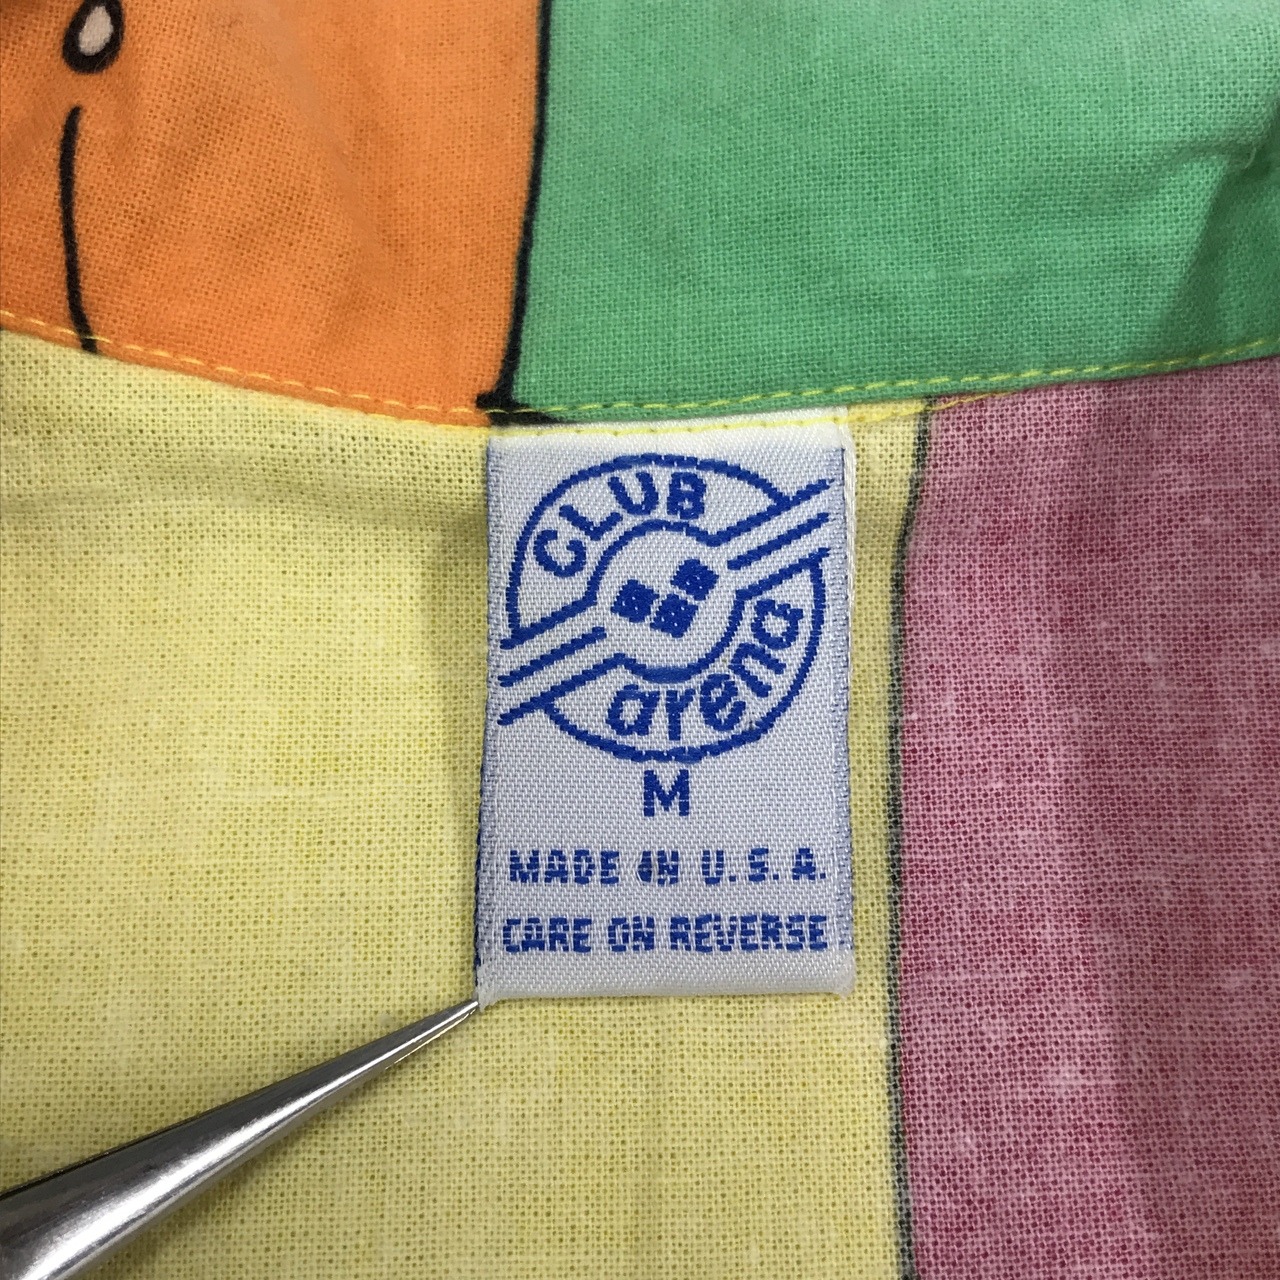 CLUB
arena
M
MADE IN U.S.A.
CARE ON REVERSE